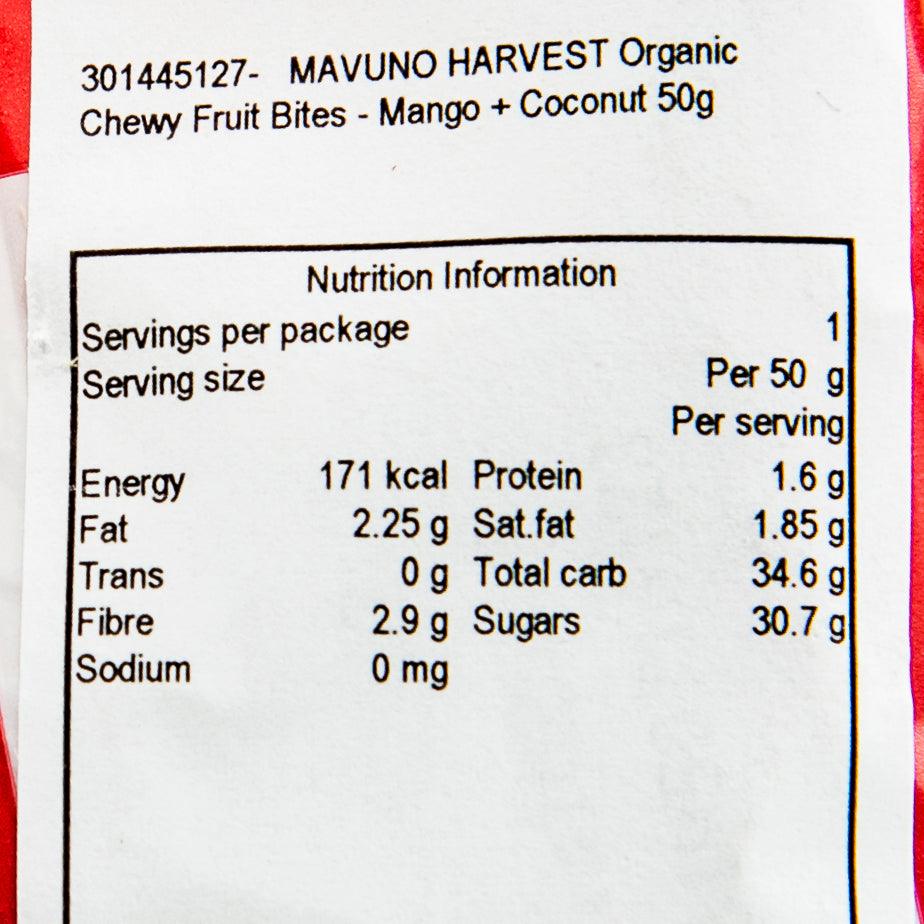 301445127- MAVUNO HARVEST Organic
Chewy Fruit Bites - Mango + Coconut 50g
Nutrition Information
Servings per package 1
Serving size Per 50 g
Per serving
Energy 171 kcal Protein 1.6 g
Fat 2.25 g Sat.fat 1.85 g
Trans 0 g Total carb 34.6 g
Fibre 2.9 g Sugars 30.7 g
Sodium 0 mg